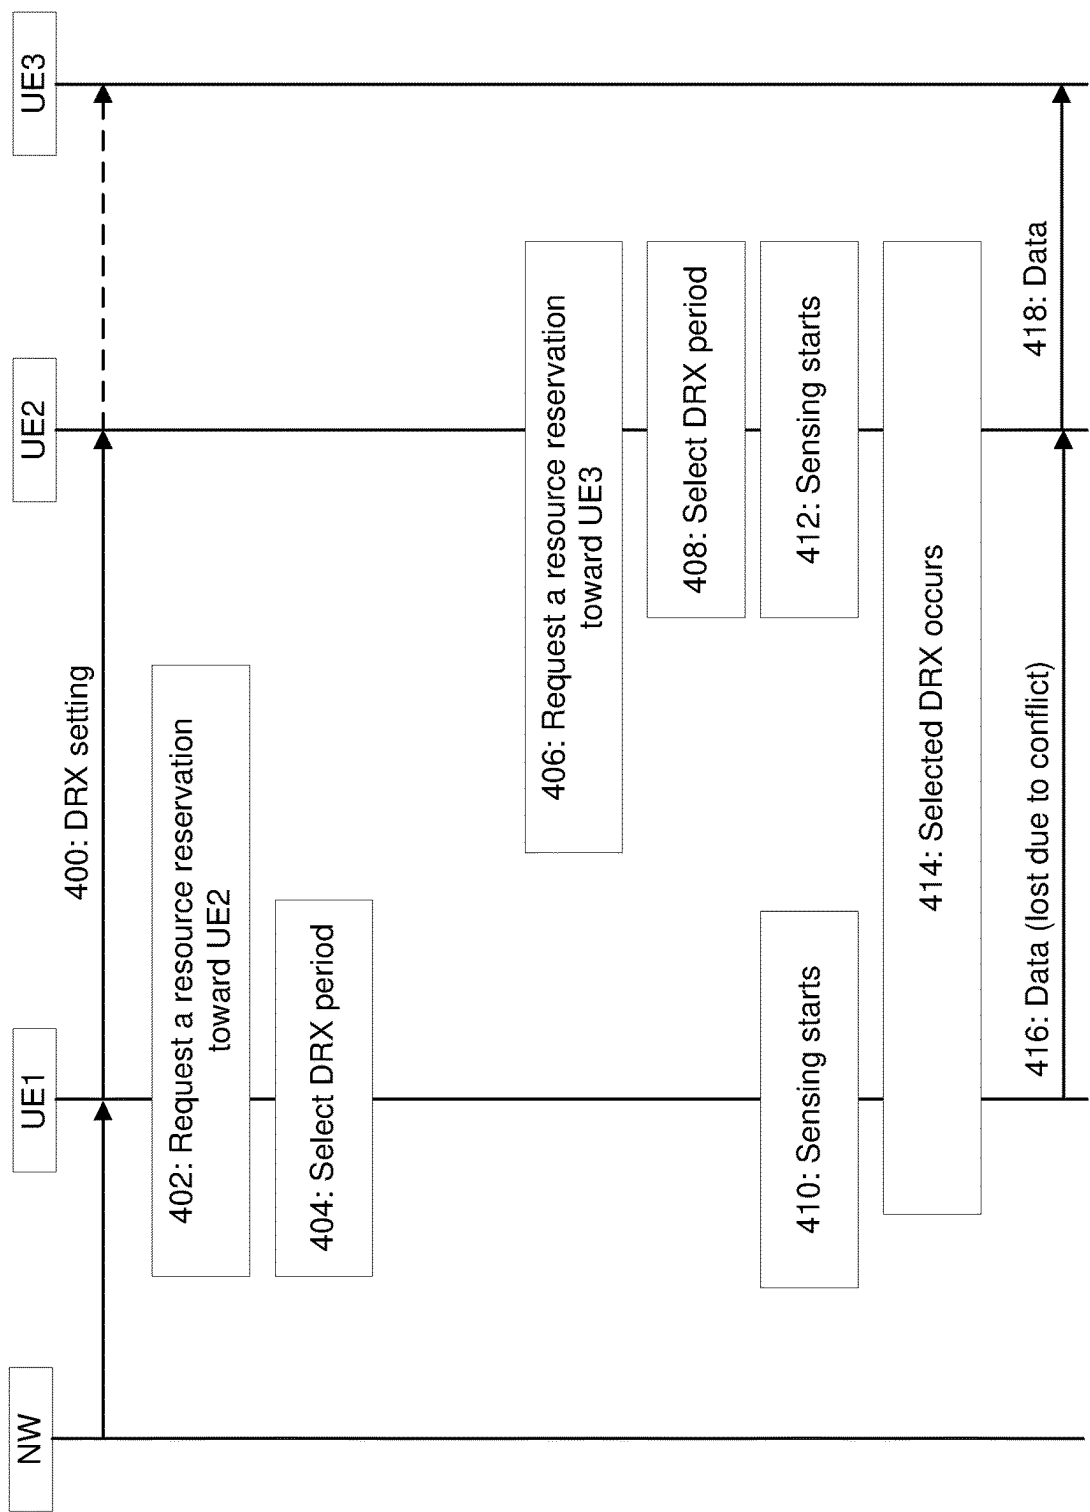 NW
UE1
UE2
UE3
400: DRX setting
402: Request a resource reservation
toward UE2
404: Select DRX period
406: Request a resource reservation
toward UE3
408: Select DRX period
410: Sensing starts
412: Sensing starts
414: Selected DRX occurs
416: Data (lost due to conflict)
418: Data